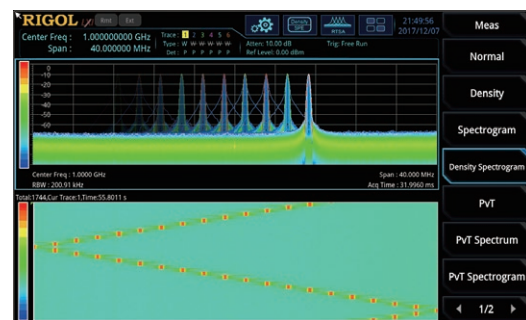 RIGOL Rmt Ext
Density SPE RTSA
21:49:56
2017/12/07
Center Freq : 1.000000000 GHz
Span : 40.000000 MHz
Trace : 1 2 3 4 5 6
Type : W W W W W W
Det : P P P P P P
Atten: 10.00 dB
Ref Level: 0.00 dBm
Trig: Free Run
0
-10
-20
-30
-40
-50
-60
Center Freq : 1.0000 GHz
Span : 40.000 MHz
RBW : 200.91 kHz
Acq Time : 31.9960 ms
Total:1744,Cur Trace:1,Time:55.8011 s
Meas
Normal
Density
Spectrogram
Density Spectrogram
PvT
PvT Spectrum
PvT Spectrogram
1/2